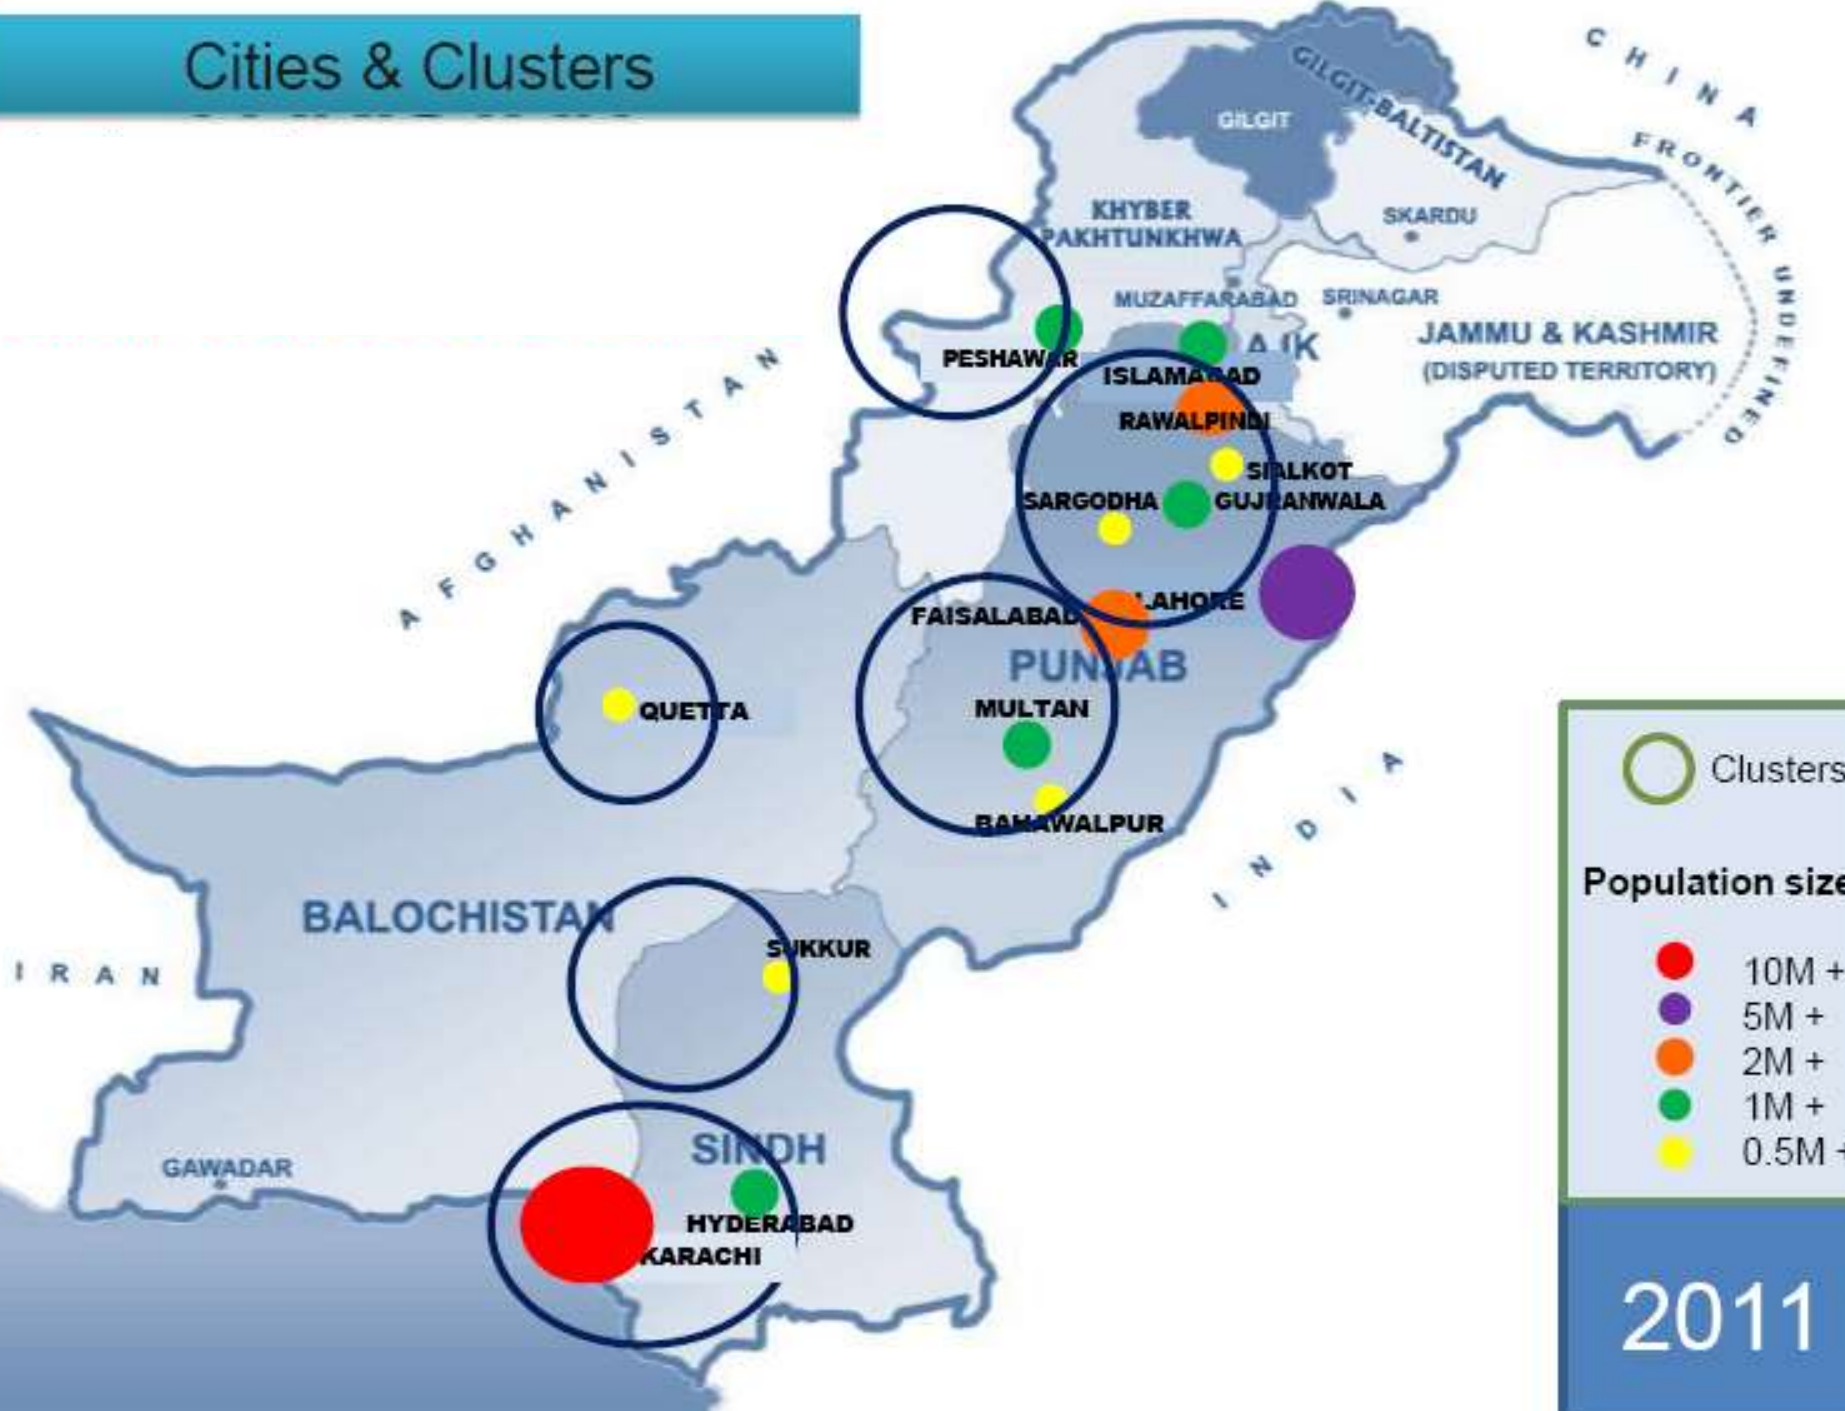 Cities & Clusters
CHINA
FRONTIER UNDEFINED
GILGIT-BALTISTAN
GILGIT
SKARDU
KHYBER
PAKHTUNKHWA
MUZAFFARABAD
SRINAGAR
AJK
JAMMU & KASHMIR
(DISPUTED TERRITORY)
PESHAWAR
ISLAMABAD
RAWALPINDI
SIALKOT
SARGODHA
GUJRANWALA
AFGHANISTAN
LAHORE
FAISALABAD
PUNJAB
QUETTA
MULTAN
BAHAWALPUR
INDIA
BALOCHISTAN
SUKKUR
IRAN
SINDH
GAWADAR
HYDERABAD
KARACHI
Clusters
Population size
10M +
5M +
2M +
1M +
0.5M +
2011